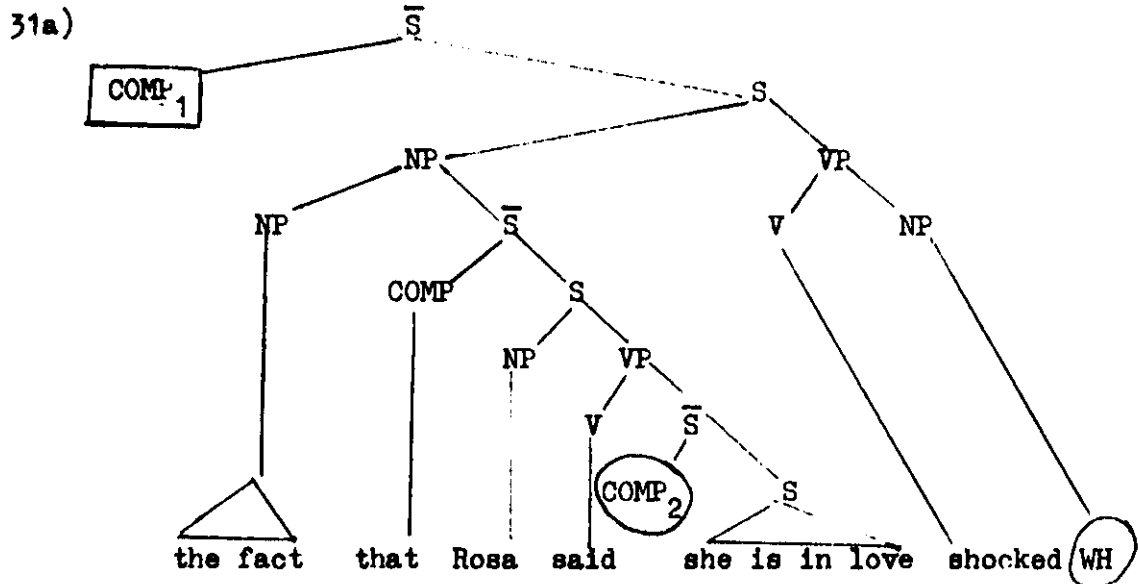 31a)
S̅
COMP1
S
NP
VP
NP
S̅
V
NP
COMP
S
NP
VP
V
S̅
COMP2
S
the fact that Rosa said she is in love shocked WH